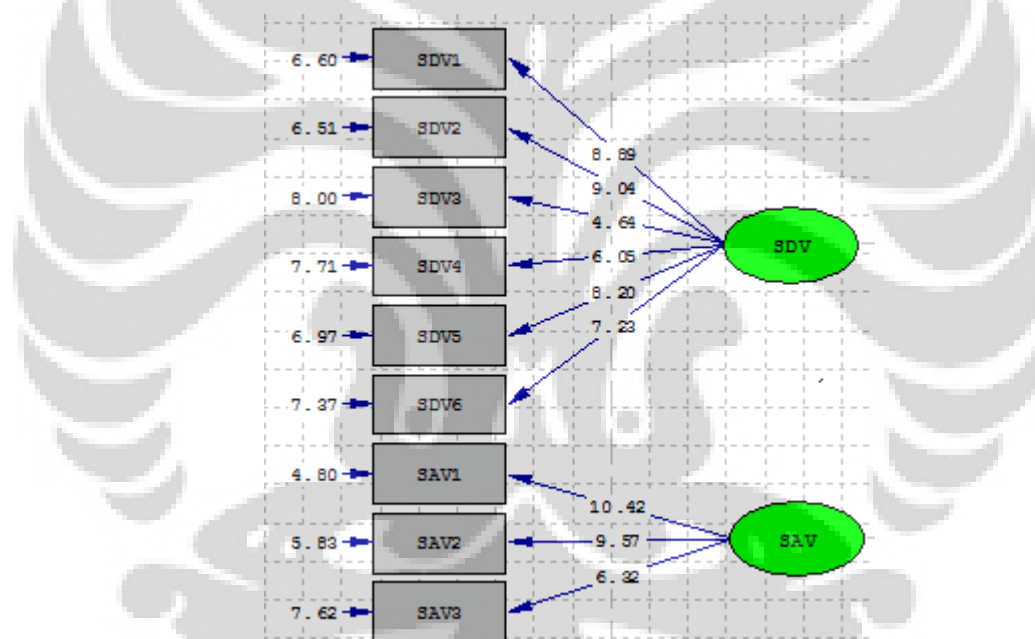 6.60 SDV1
8.89
6.51 SDV2
9.04
8.00 SDV3
4.64
SDV
7.71 SDV4
6.05
8.20
6.97 SDV5
7.23
7.37 SDV6
4.80 SAV1
10.42
5.83 SAV2
9.57
SAV
6.32
7.62 SAV3